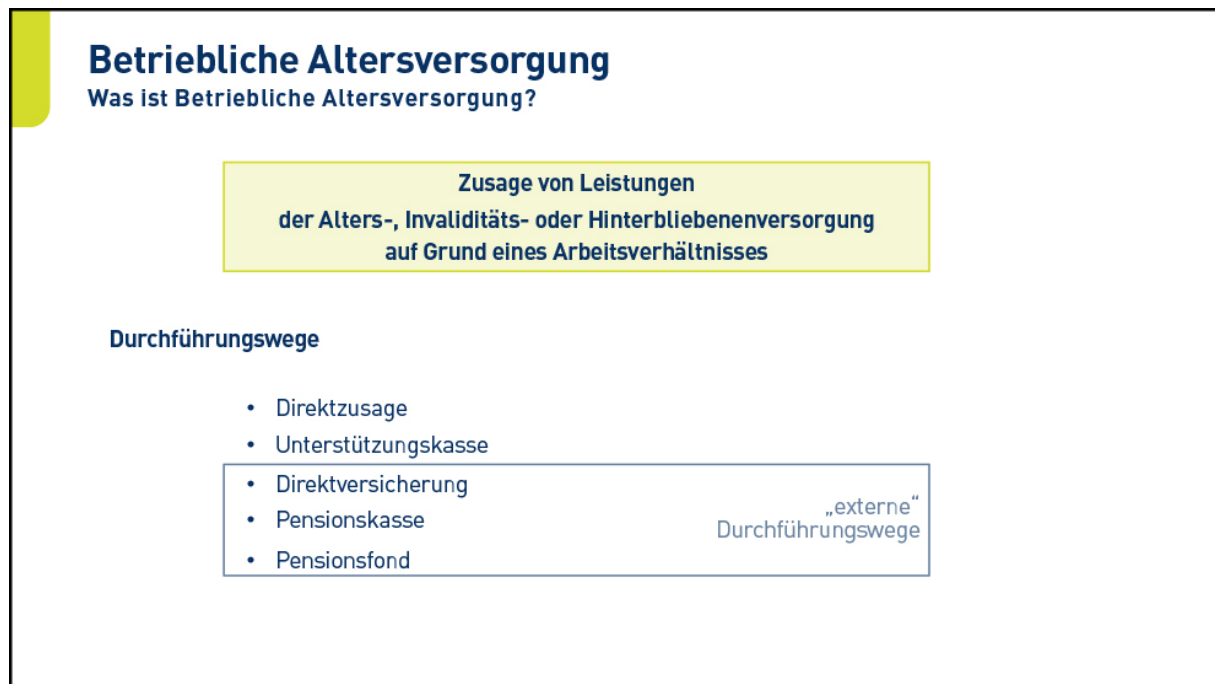 Betriebliche Altersversorgung
Was ist Betriebliche Altersversorgung?
Zusage von Leistungen
der Alters-, Invaliditäts- oder Hinterbliebenenversorgung
auf Grund eines Arbeitsverhältnisses
Durchführungswege
• Direktzusage
• Unterstützungskasse
• Direktversicherung
• Pensionskasse
• Pensionsfond
„externe“
Durchführungswege